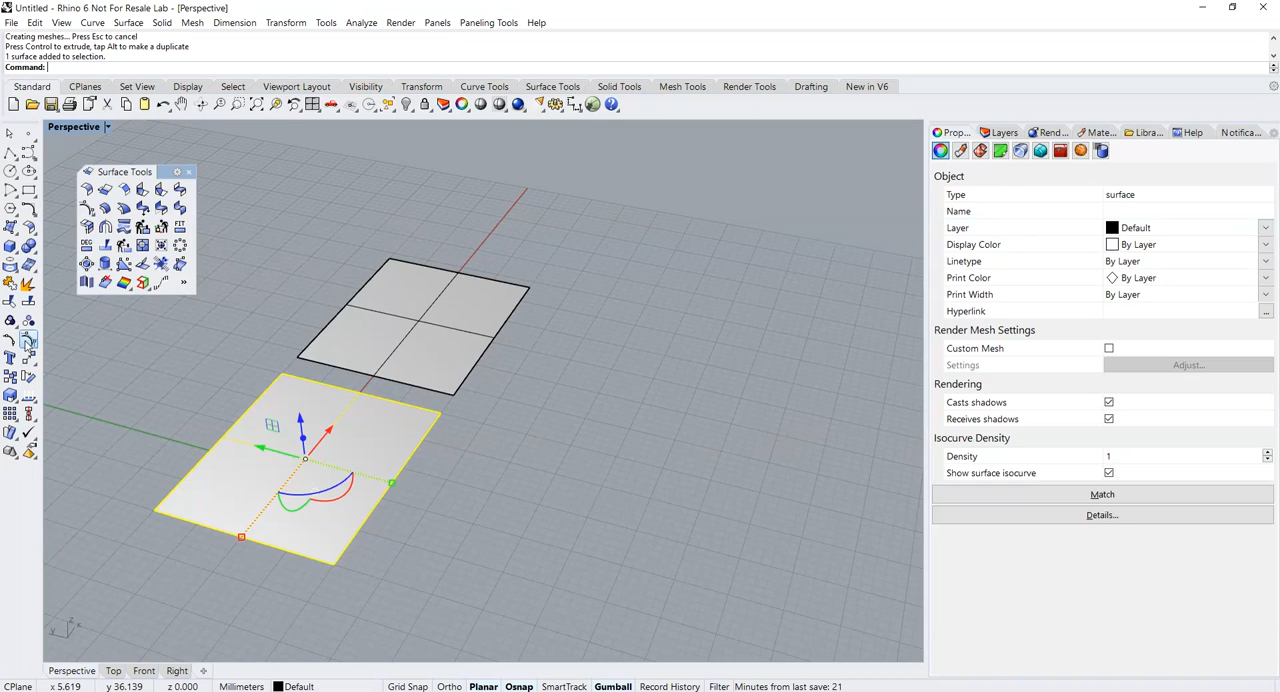 Untitled - Rhino 6 Not For Resale Lab - [Perspective]
File Edit View Curve Surface Solid Mesh Dimension Transform Tools Analyze Render Panels Paneling Tools Help
Creating meshes... Press Esc to cancel
Press Control to extrude, tap Alt to make a duplicate
1 surface added to selection.
Command:
Standard CPlanes Set View Display Select Viewport Layout Visibility Transform Curve Tools Surface Tools Solid Tools Mesh Tools Render Tools Drafting New in V6
Perspective
Surface Tools
FIT
DEG
Prop... Layers Rend... Mate... Libra... Help Notifica...
Object
Type surface
Name
Layer Default
Display Color By Layer
Linetype By Layer
Print Color By Layer
Print Width By Layer
Hyperlink ...
Render Mesh Settings
Custom Mesh
Settings Adjust...
Rendering
Casts shadows
Receives shadows
Isocurve Density
Density 1
Show surface isocurve
Match
Details...
z
y x
Perspective Top Front Right
CPlane x 5.619 y 36.139 z 0.000 Millimeters Default Grid Snap Ortho Planar Osnap SmartTrack Gumball Record History Filter Minutes from last save: 21